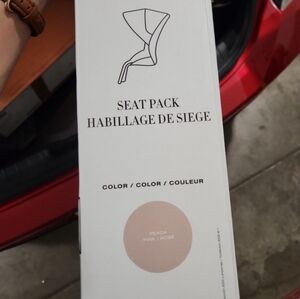 SEAT PACK
HABILLAGE DE SIEGE
COLOR / COLOR / COULEUR
PEACH
PINK / ROSE